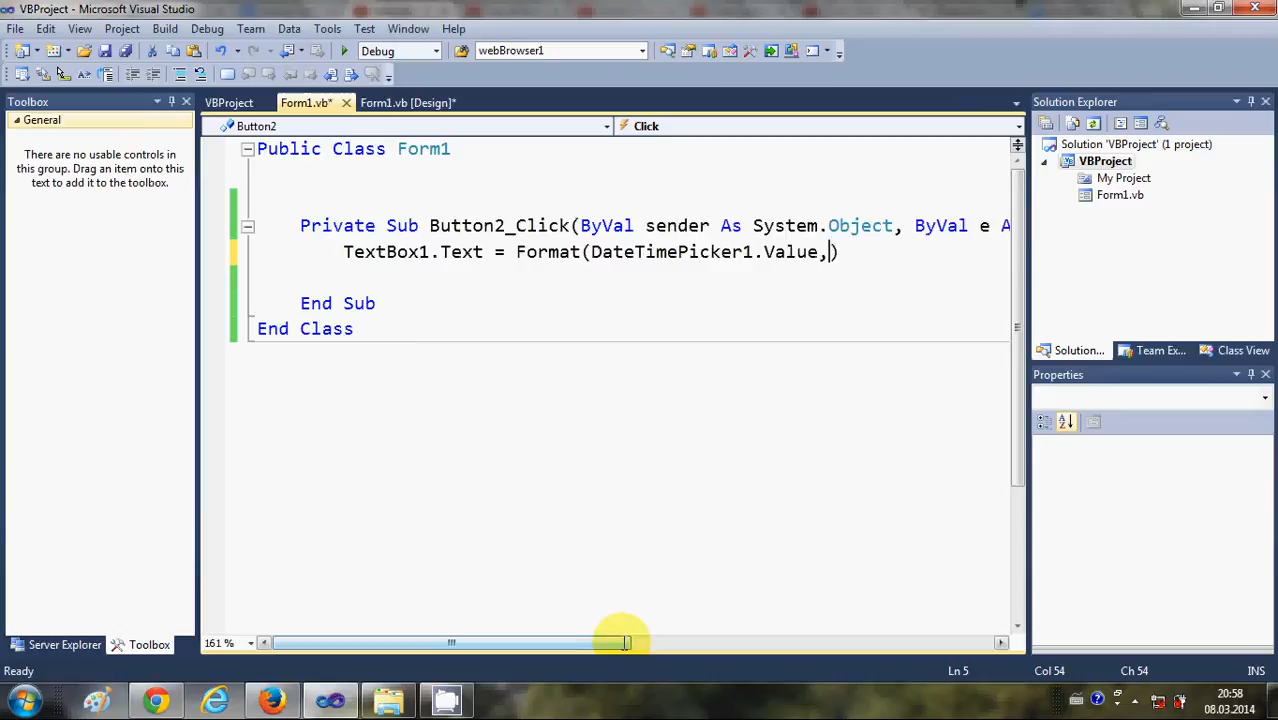 VBProject - Microsoft Visual Studio
File Edit View Project Build Debug Team Data Tools Test Window Help
Debug webBrowser1
Toolbox
General
There are no usable controls in
this group. Drag an item onto this
text to add it to the toolbox.
Server Explorer Toolbox
VBProject Form1.vb* Form1.vb [Design]*
Button2 Click
Public Class Form1
Private Sub Button2_Click(ByVal sender As System.Object, ByVal e A
TextBox1.Text = Format(DateTimePicker1.Value,)
End Sub
End Class
161 %
Solution Explorer
Solution 'VBProject' (1 project)
VBProject
My Project
Form1.vb
Solution... Team Ex... Class View
Properties
Ready Ln 5 Col 54 Ch 54 INS
20:58
08.03.2014